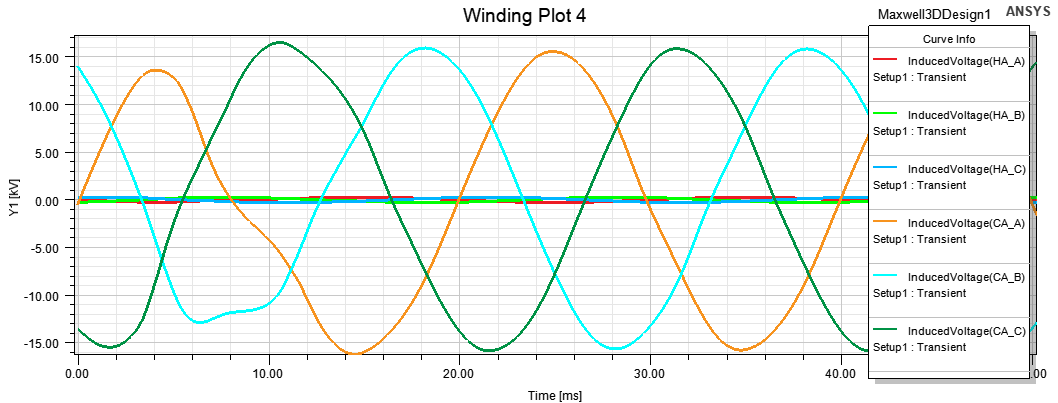 Winding Plot 4
Maxwell3DDesign1
ANSYS
Curve Info
InducedVoltage(HA_A)
Setup1 : Transient
InducedVoltage(HA_B)
Setup1 : Transient
InducedVoltage(HA_C)
Setup1 : Transient
InducedVoltage(CA_A)
Setup1 : Transient
InducedVoltage(CA_B)
Setup1 : Transient
InducedVoltage(CA_C)
Setup1 : Transient
Y1 [kV]
15.00
10.00
5.00
0.00
-5.00
-10.00
-15.00
0.00 10.00 20.00 30.00 40.00
Time [ms]